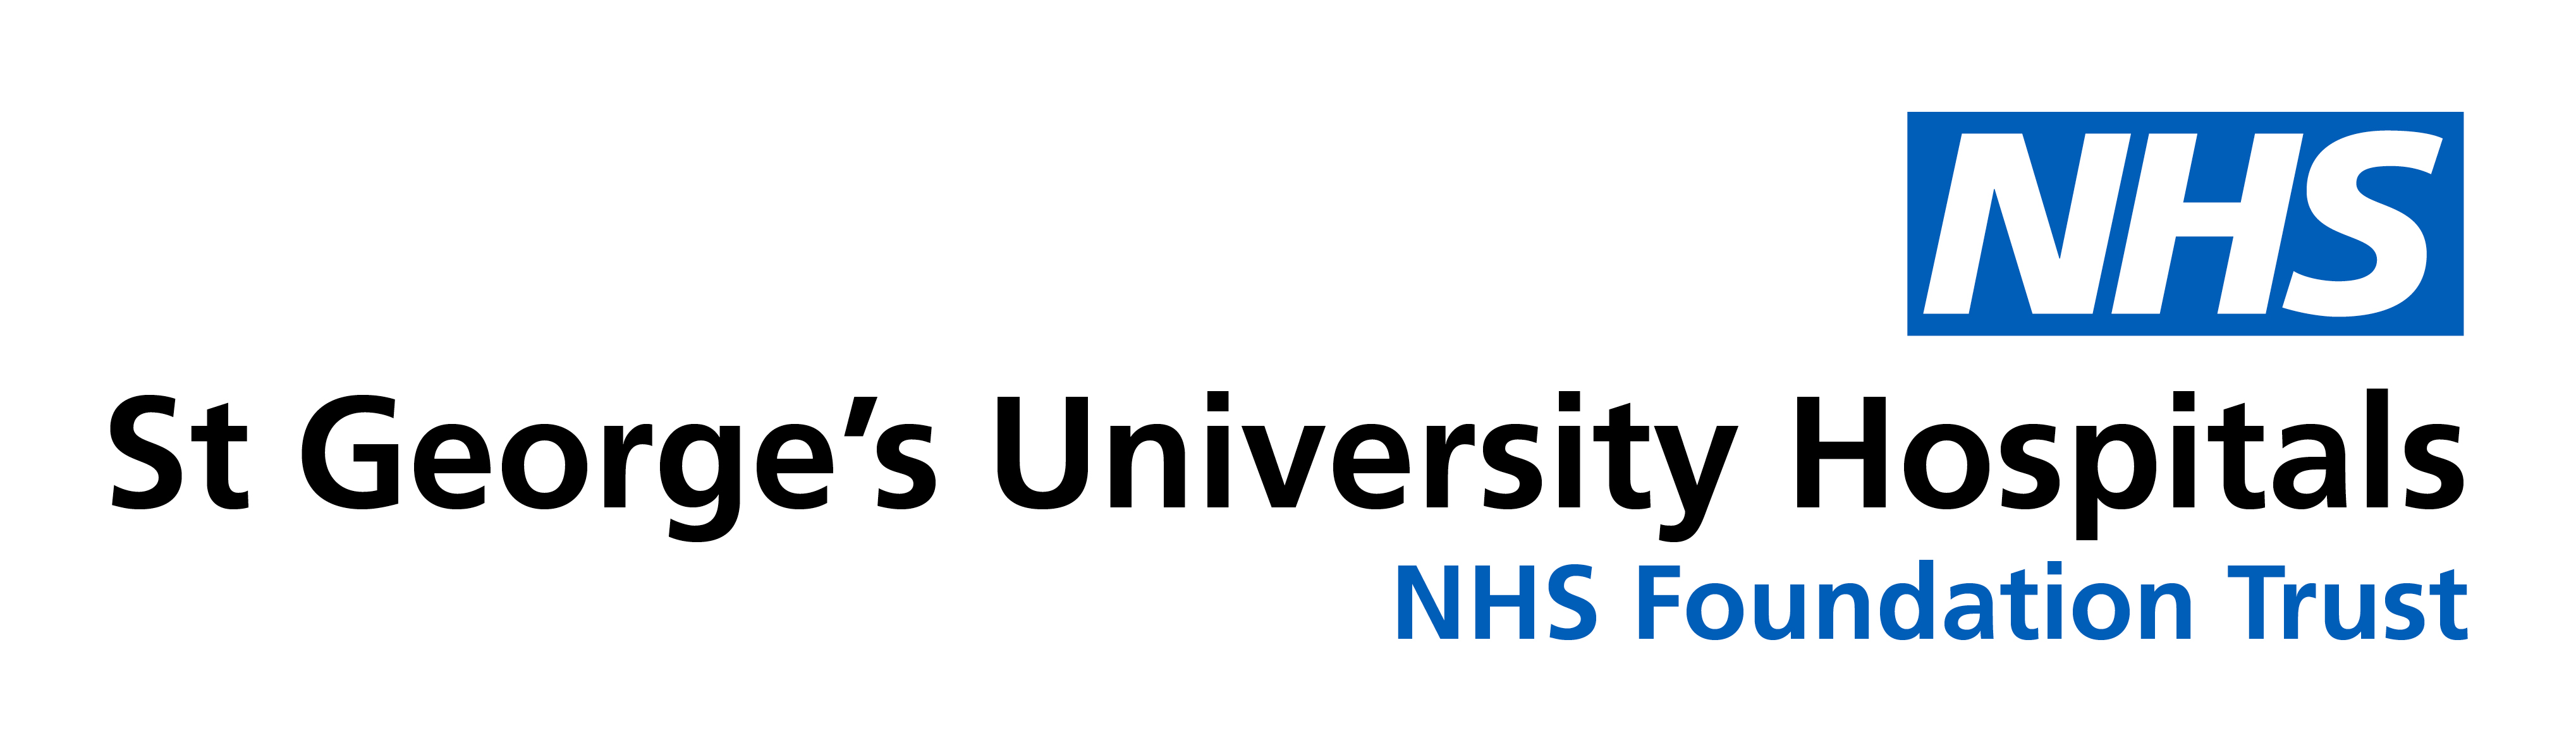 NHS
St George’s University Hospitals
NHS Foundation Trust